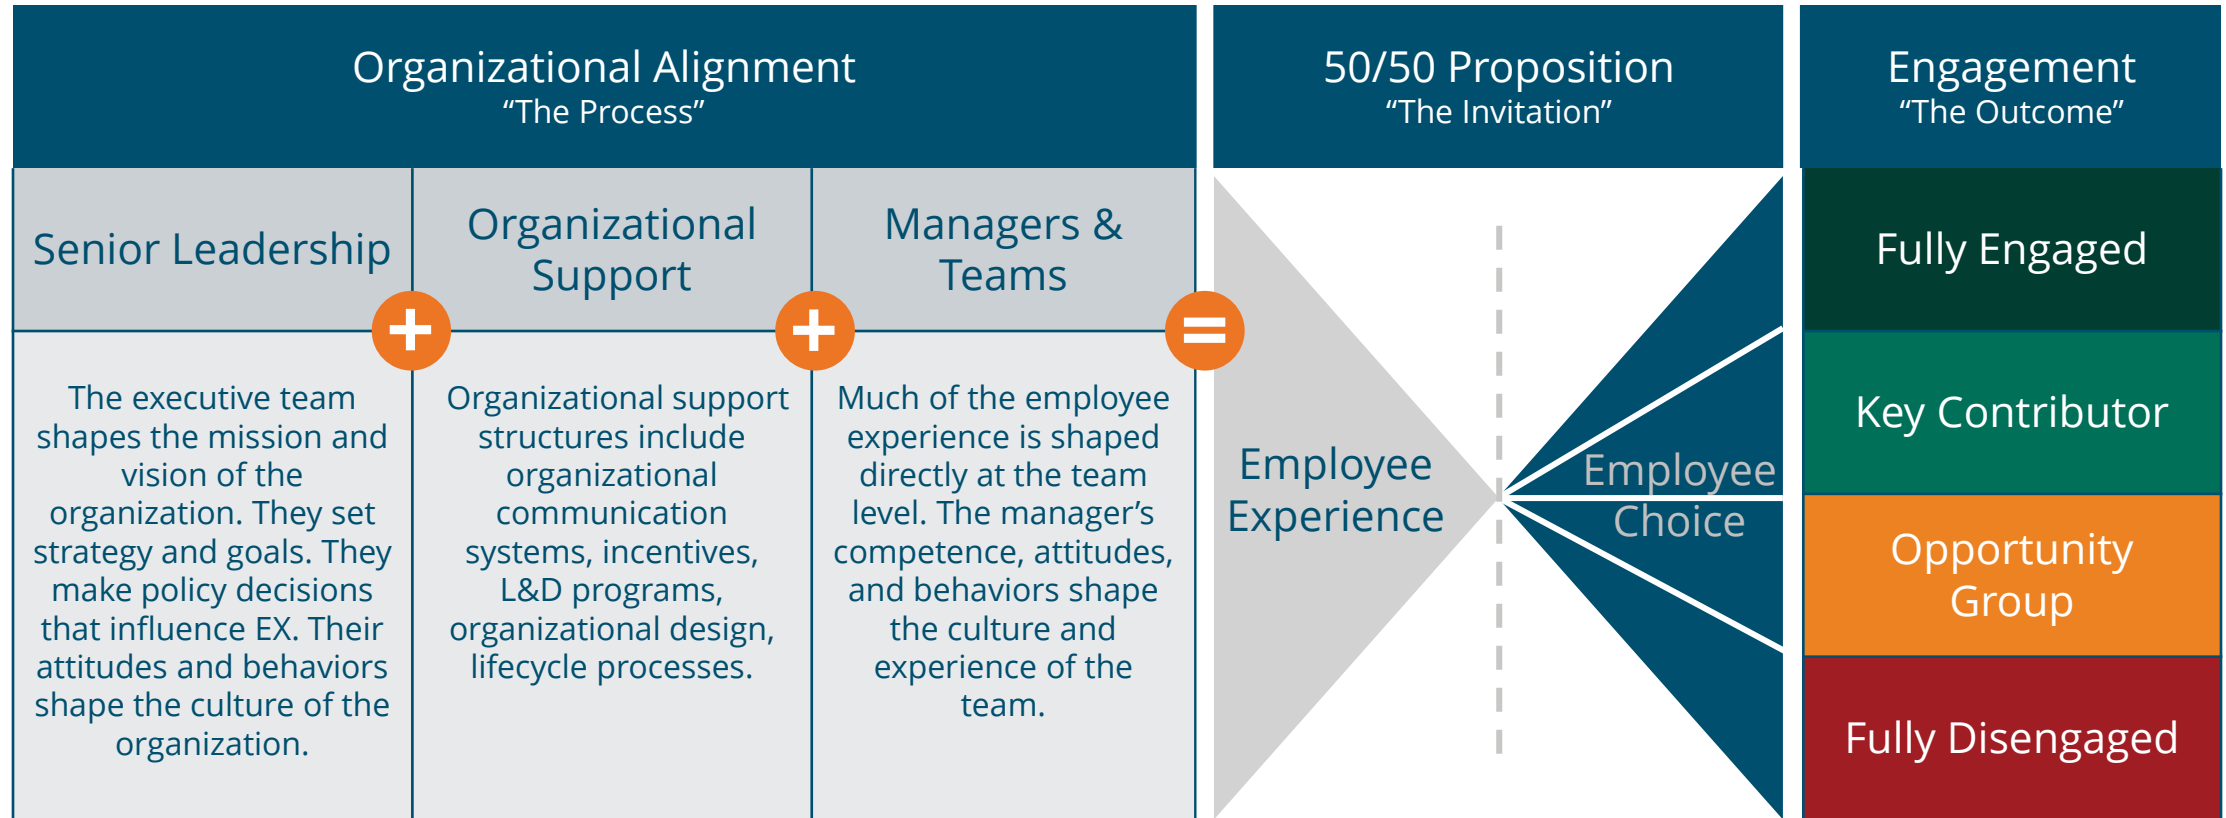 Organizational Alignment
“The Process”
Senior Leadership
+
Organizational
Support
+
Managers &
Teams
=
The executive team
shapes the mission and
vision of the
organization. They set
strategy and goals. They
make policy decisions
that influence EX. Their
attitudes and behaviors
shape the culture of the
organization.
Organizational support
structures include
organizational
communication
systems, incentives,
L&D programs,
organizational design,
lifecycle processes.
Much of the employee
experience is shaped
directly at the team
level. The manager’s
competence, attitudes,
and behaviors shape
the culture and
experience of the
team.
50/50 Proposition
“The Invitation”
Employee
Experience
Employee
Choice
Engagement
“The Outcome”
Fully Engaged
Key Contributor
Opportunity
Group
Fully Disengaged